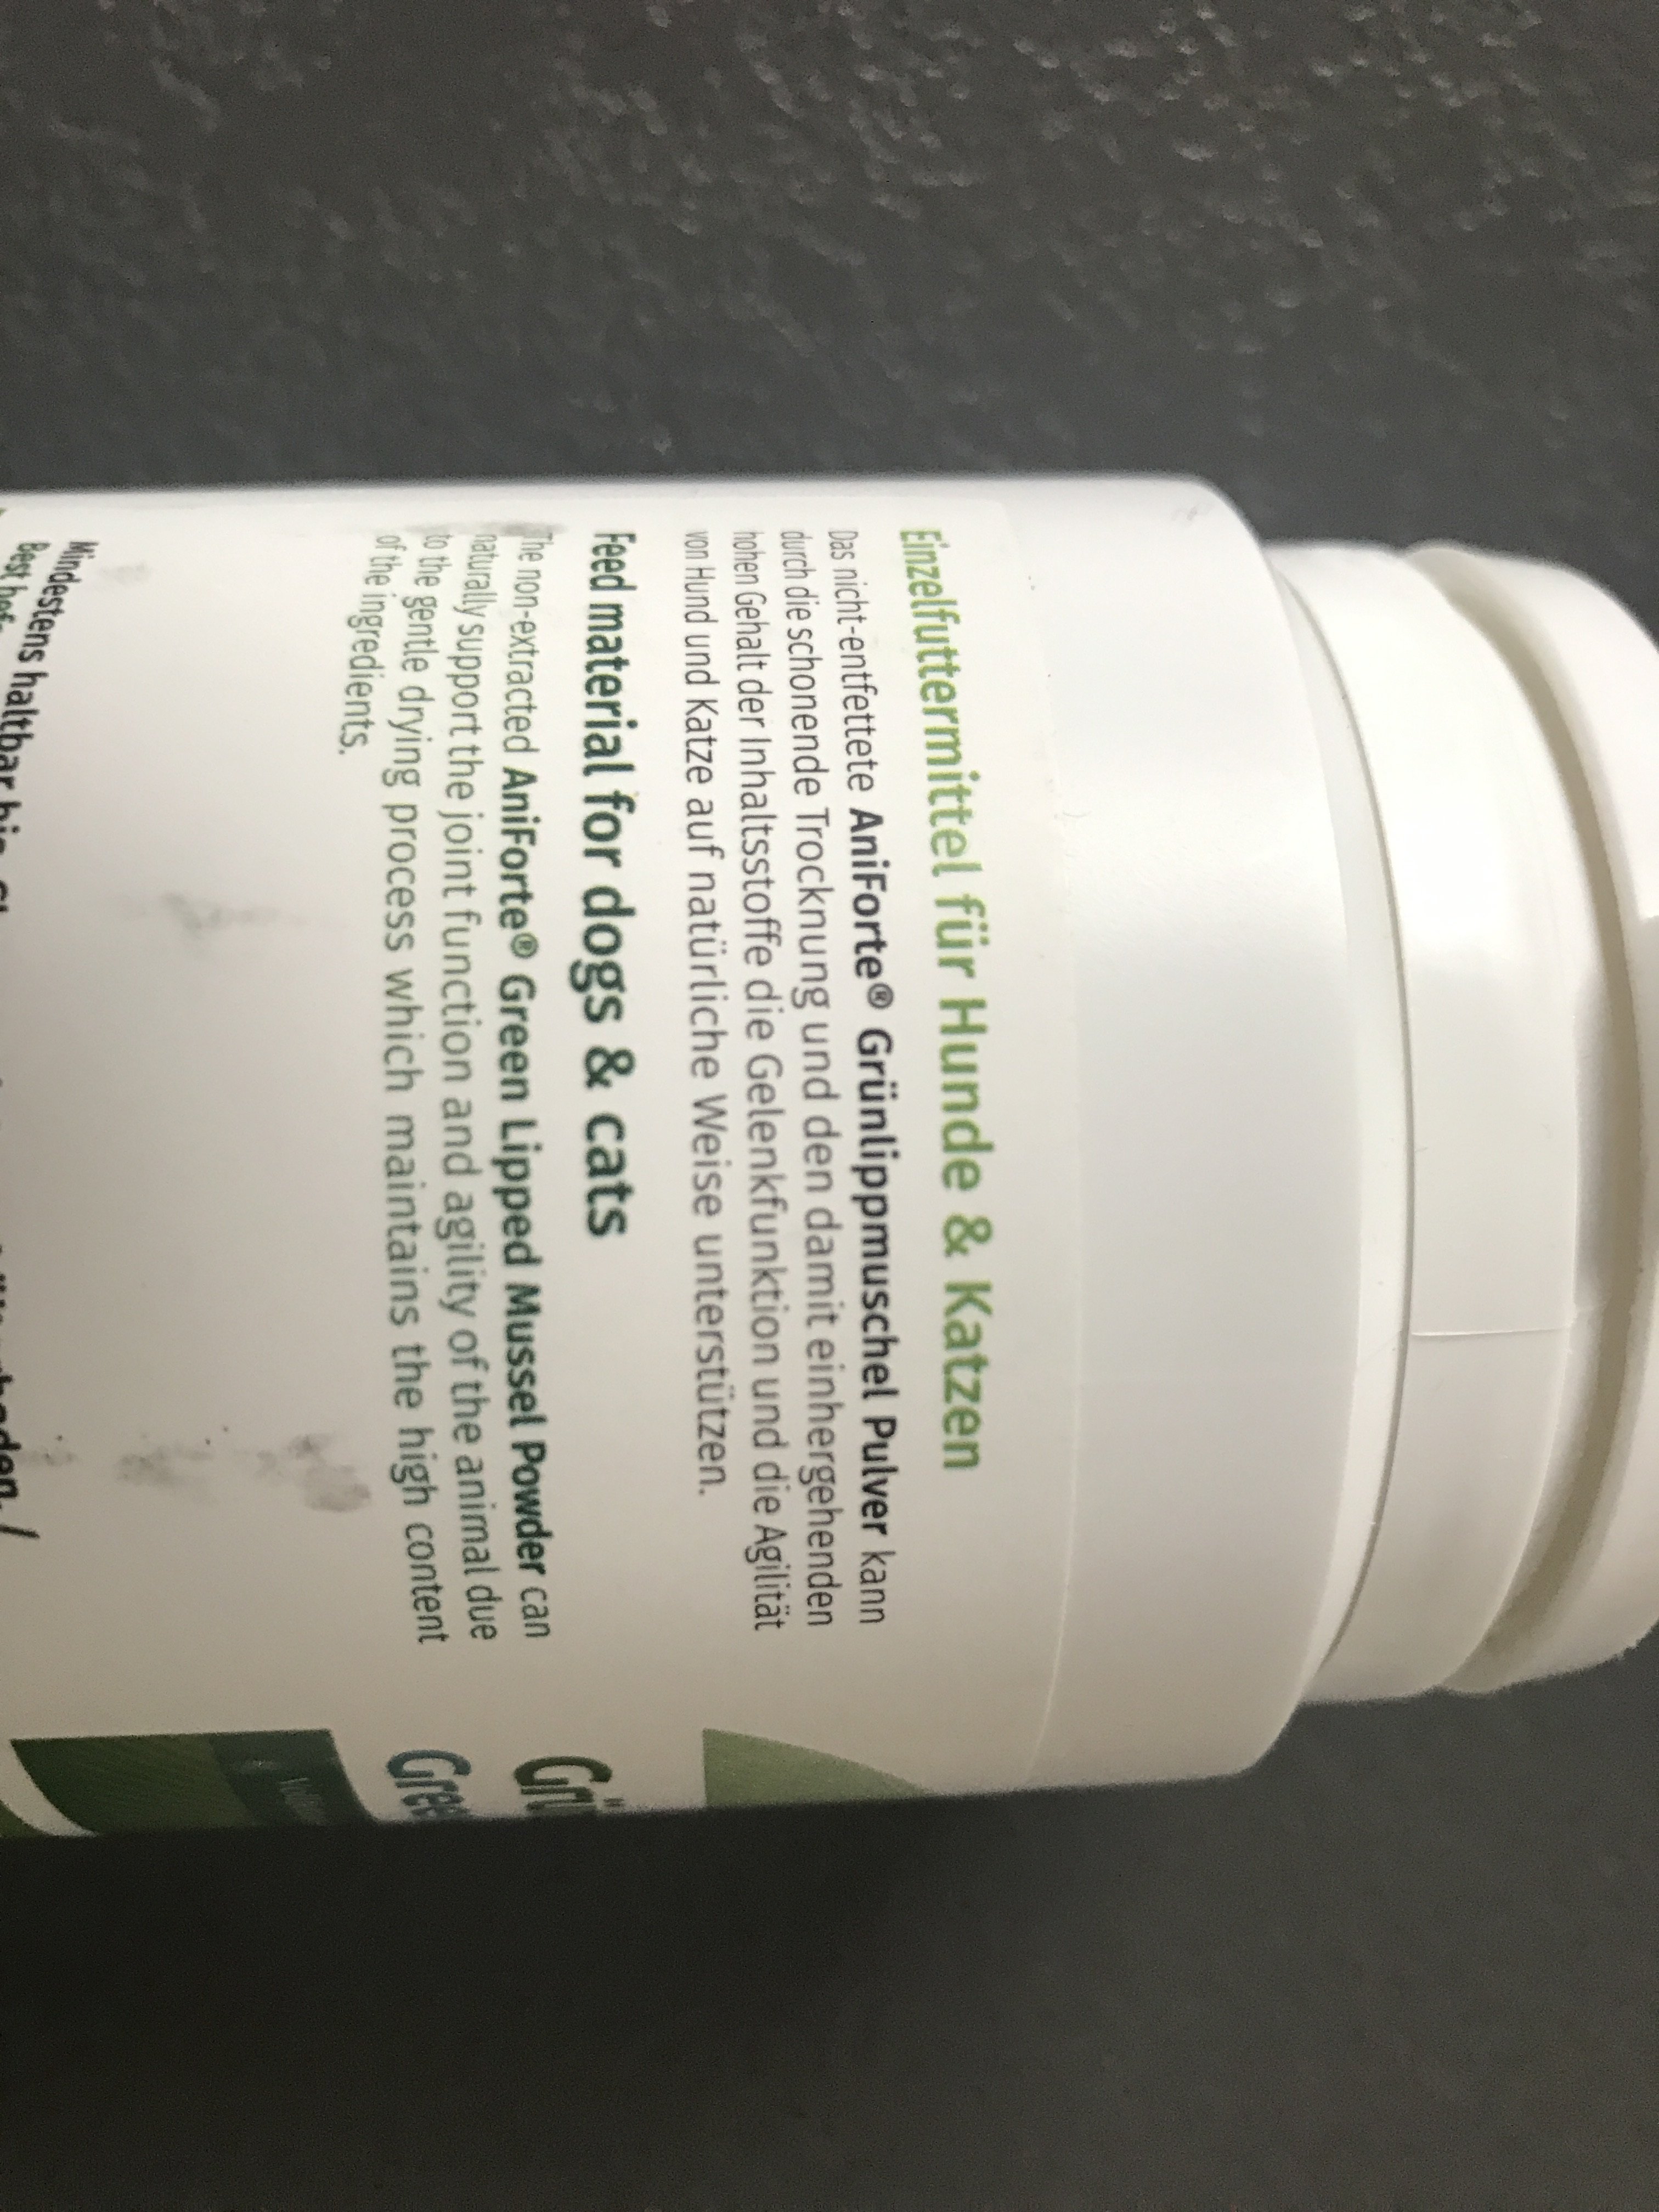 Einzelfuttermittel für Hunde & Katzen
Das nicht-entfettete AniForte® Grünlippmuschel Pulver kann
durch die schonende Trocknung und den damit einhergehenden
hohen Gehalt der Inhaltsstoffe die Gelenkfunktion und die Agilität
von Hund und Katze auf natürliche Weise unterstützen.
Feed material for dogs & cats
The non-extracted AniForte® Green Lipped Mussel Powder can
naturally support the joint function and agility of the animal due
to the gentle drying process which maintains the high content
of the ingredients.
Mindestens haltbar bis
Best